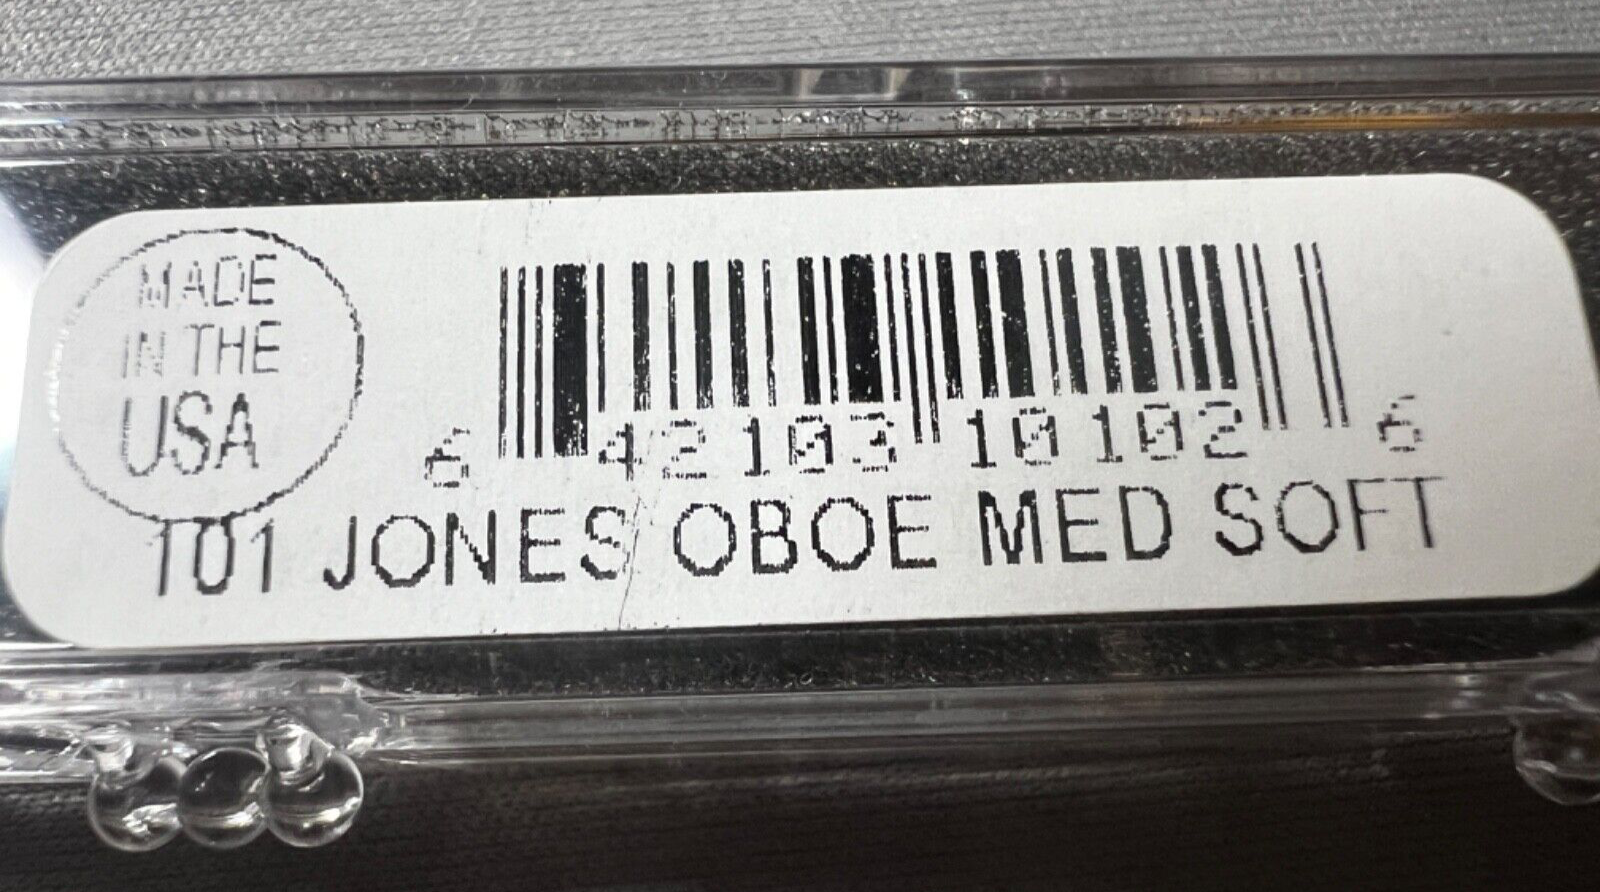 MADE
IN THE
USA
6 42103 10102 6
101 JONES OBOE MED SOFT